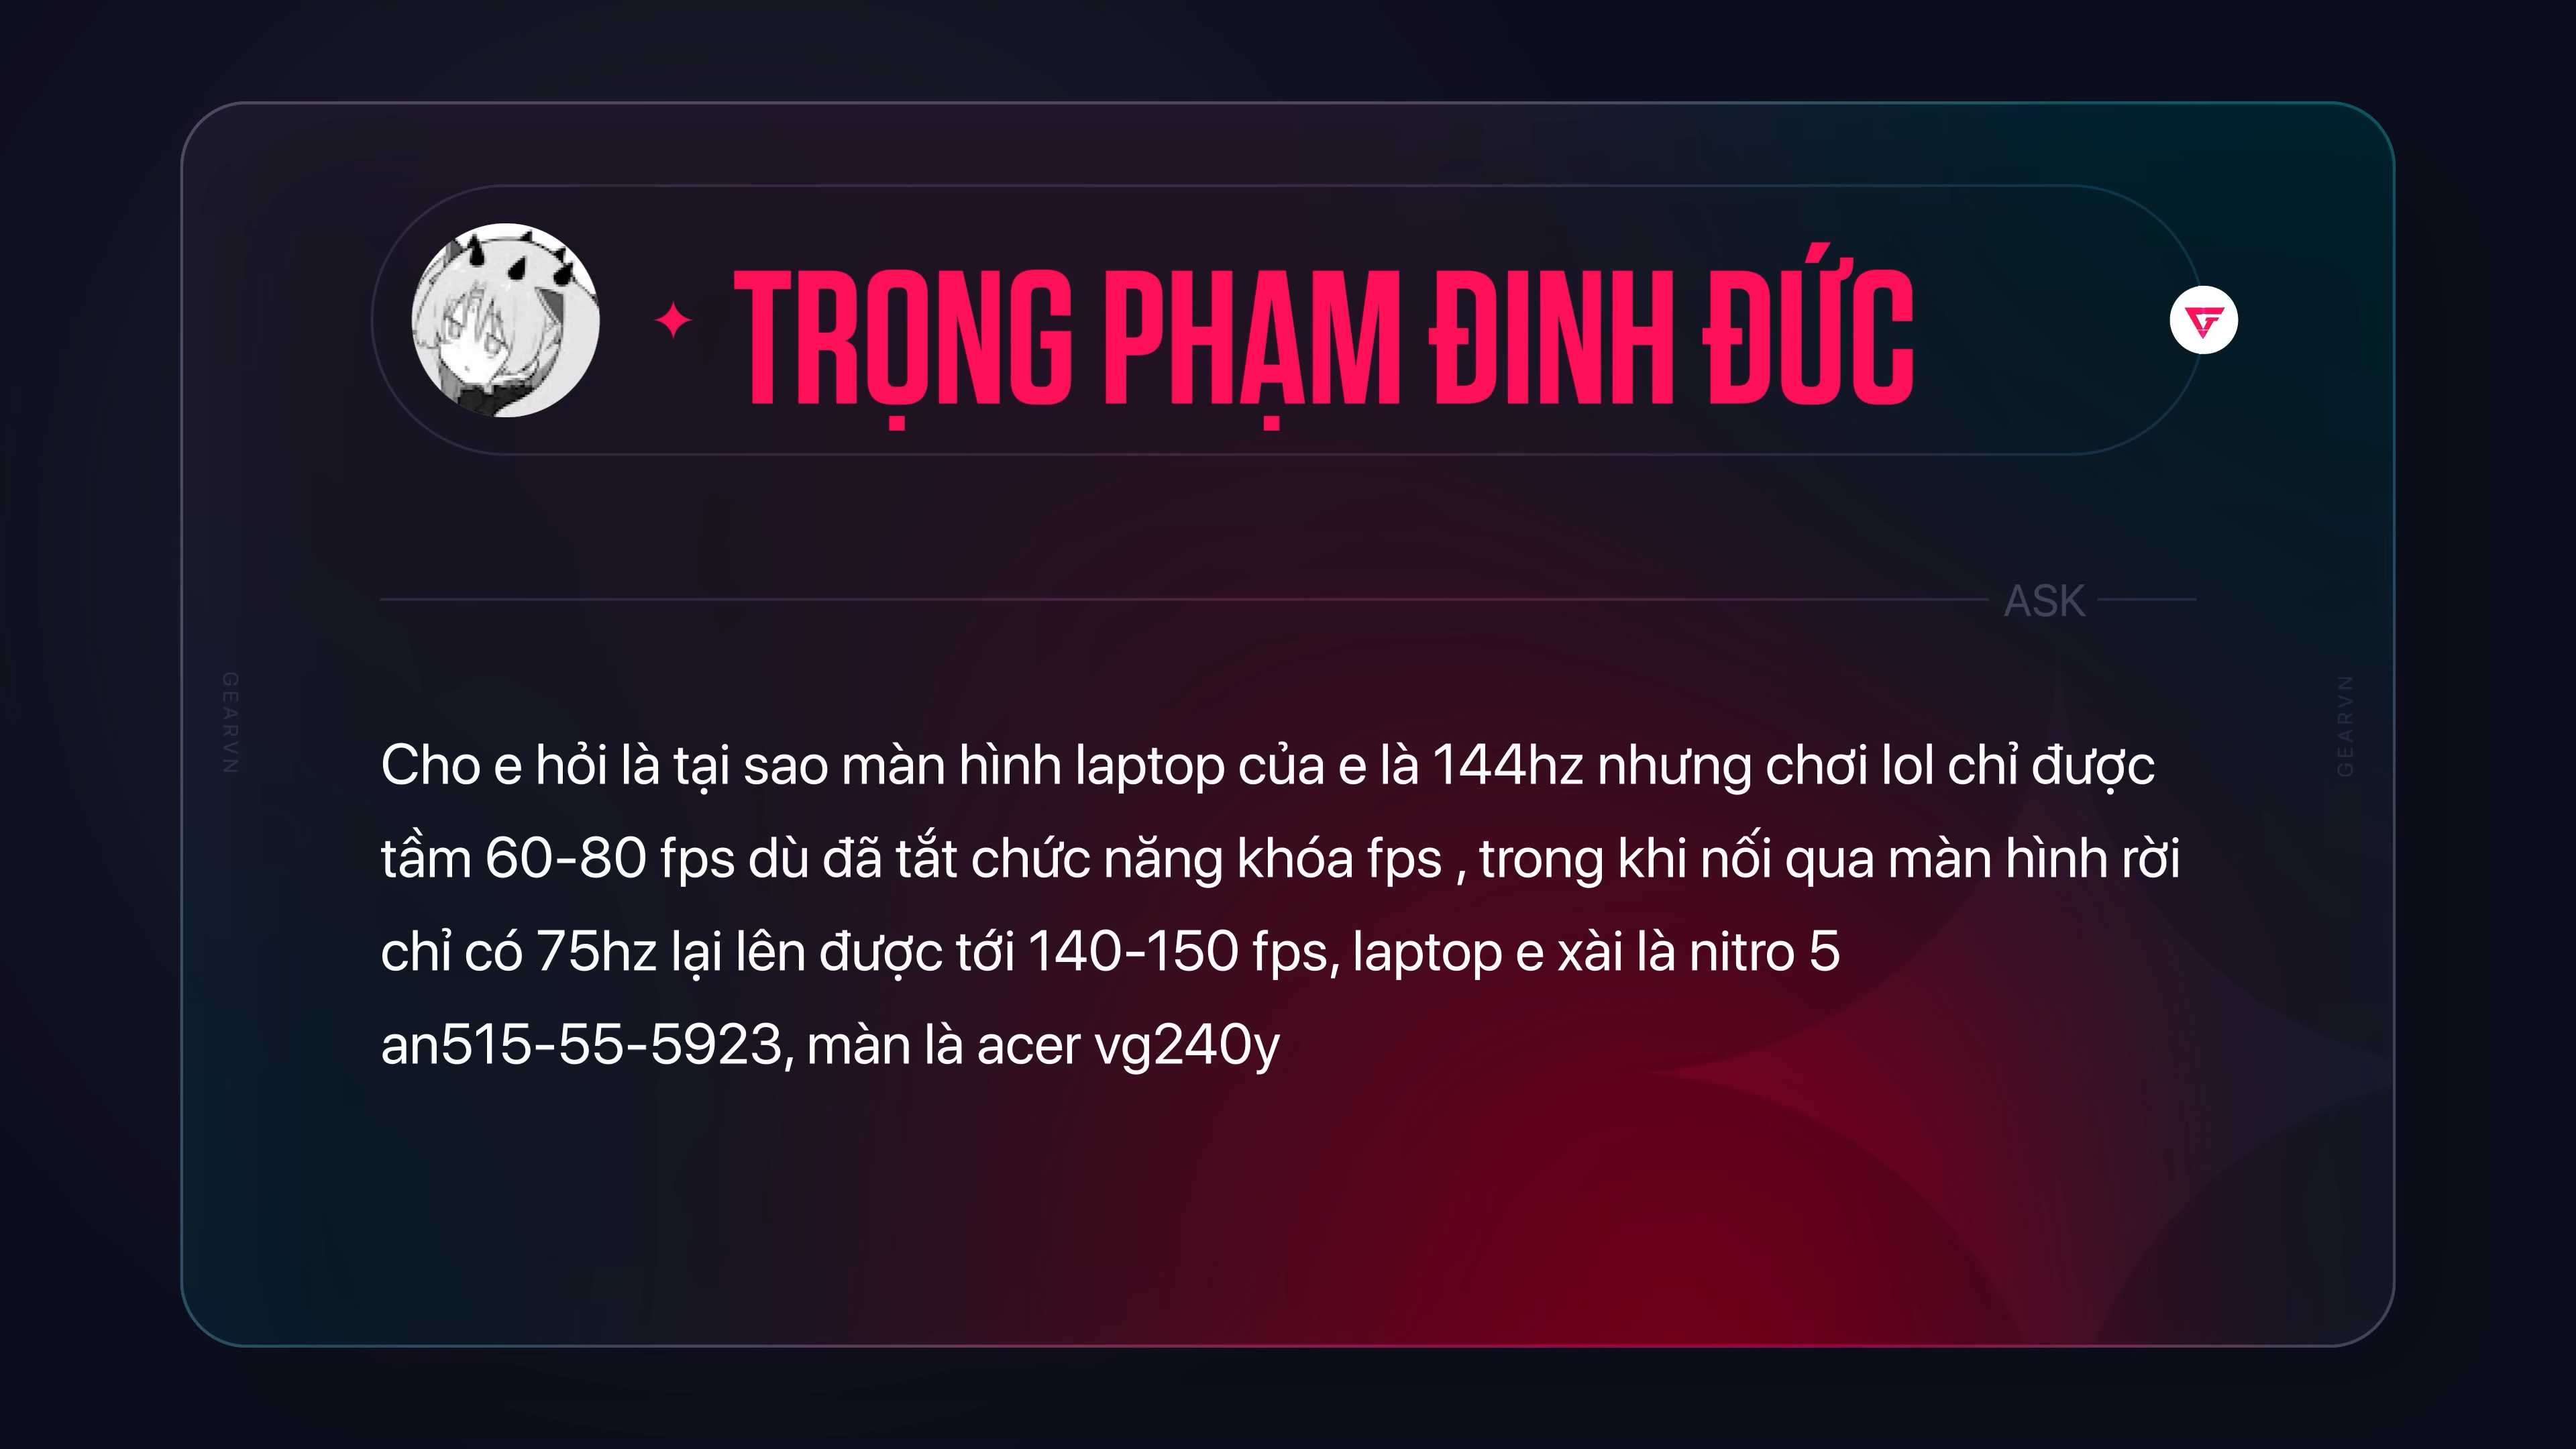 TRỌNG PHẠM ĐINH ĐỨC
ASK
GEARVN
GEARVN
Cho e hỏi là tại sao màn hình laptop của e là 144hz nhưng chơi lol chỉ được
tầm 60-80 fps dù đã tắt chức năng khóa fps , trong khi nối qua màn hình rời
chỉ có 75hz lại lên được tới 140-150 fps, laptop e xài là nitro 5
an515-55-5923, màn là acer vg240y